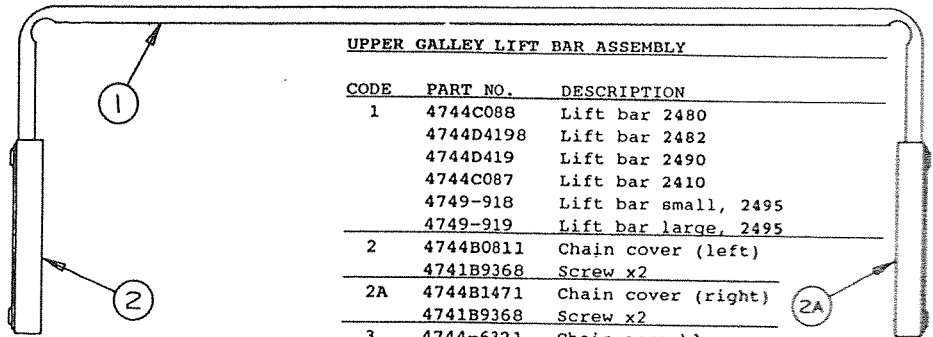 UPPER GALLEY LIFT BAR ASSEMBLY
CODE PART NO. DESCRIPTION
1 4744C088 Lift bar 2480
4744D4198 Lift bar 2482
4744D419 Lift bar 2490
4744C087 Lift bar 2410
4749-918 Lift bar small, 2495
4749-919 Lift bar large, 2495
2 4744B0811 Chain cover (left)
4741B9368 Screw x2
2A 4744B1471 Chain cover (right)
4741B9368 Screw x2
3
1
2
2A